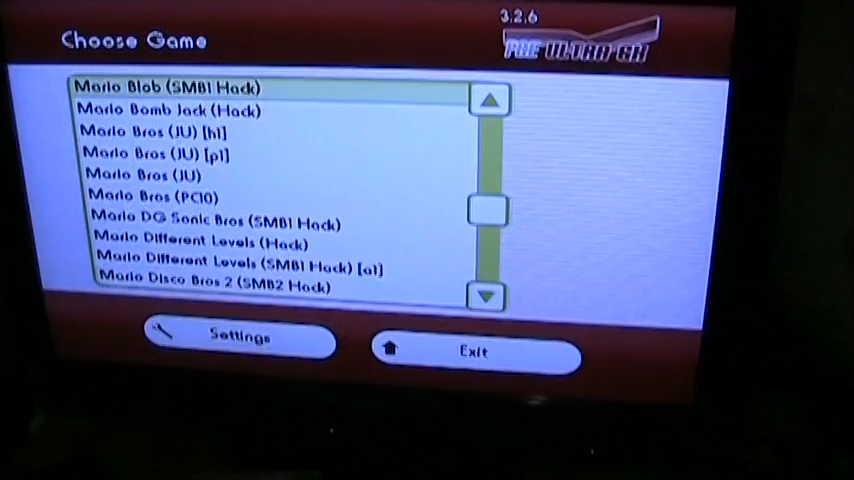 3.2.6
Choose Game
FCE ULTRA GX
Mario Blob (SMB1 Hack)
Mario Bomb Jack (Hack)
Mario Bros (JU) [h1]
Mario Bros (JU) [p1]
Mario Bros (JU)
Mario Bros (PC10)
Mario DG Sonic Bros (SMB1 Hack)
Mario Different Levels (Hack)
Mario Different Levels (SMB1 Hack) [a1]
Mario Disco Bros 2 (SMB2 Hack)
Settings
Exit